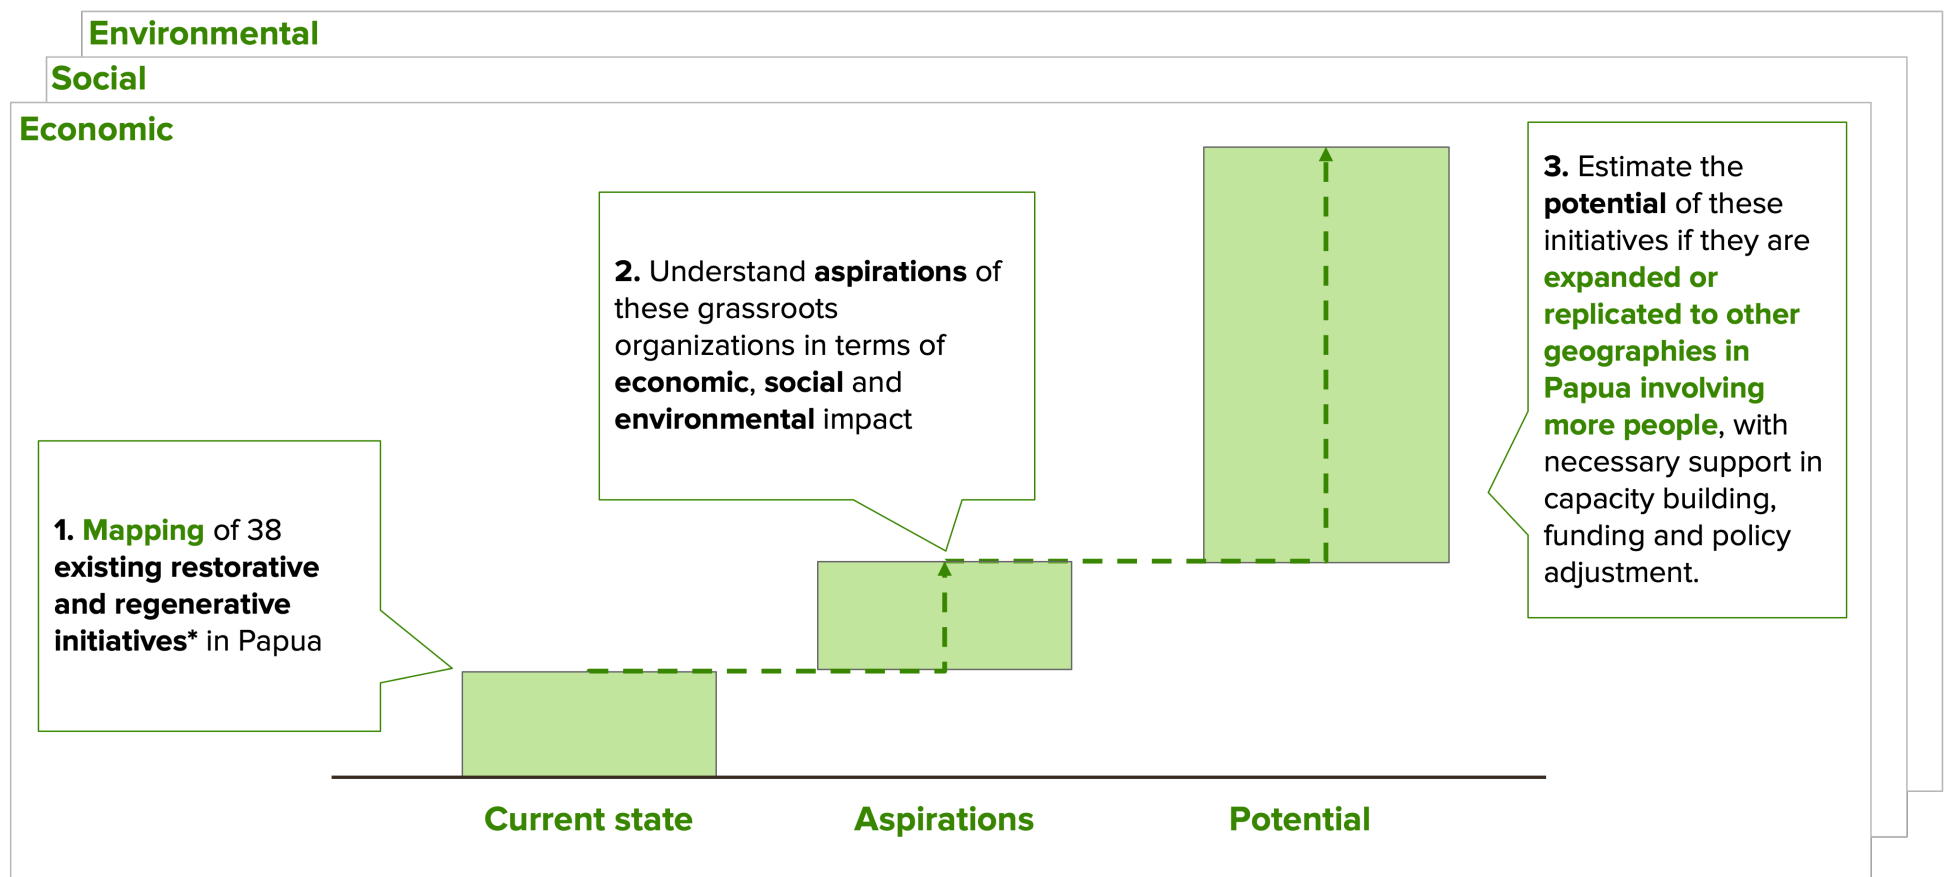 Environmental
Social
Economic
1. Mapping of 38
existing restorative
and regenerative
initiatives* in Papua
2. Understand aspirations of
these grassroots
organizations in terms of
economic, social and
environmental impact
3. Estimate the
potential of these
initiatives if they are
expanded or
replicated to other
geographies in
Papua involving
more people, with
necessary support in
capacity building,
funding and policy
adjustment.
Current state
Aspirations
Potential